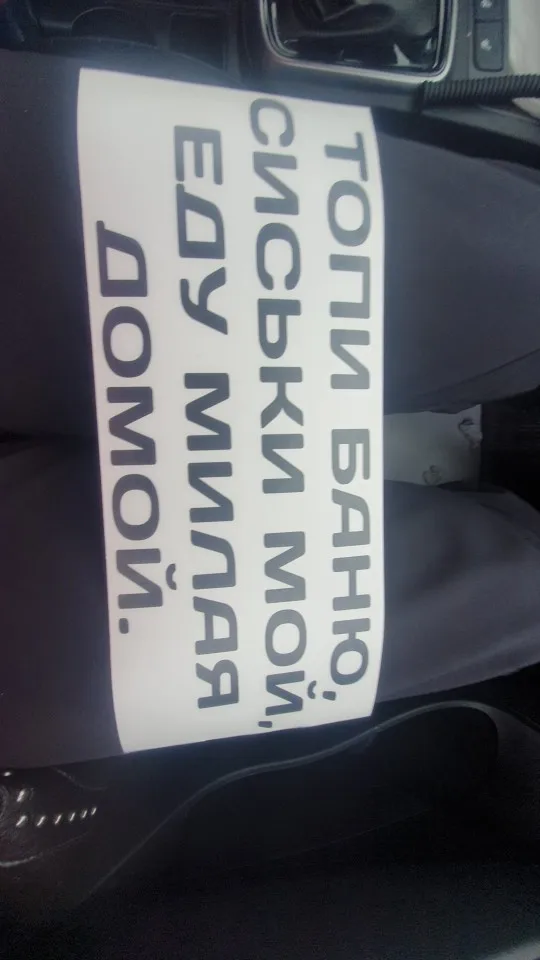 ТОПИ БАНЮ,
СИСЬКИ МОЙ,
ЕДУ МИЛАЯ
ДОМОЙ.